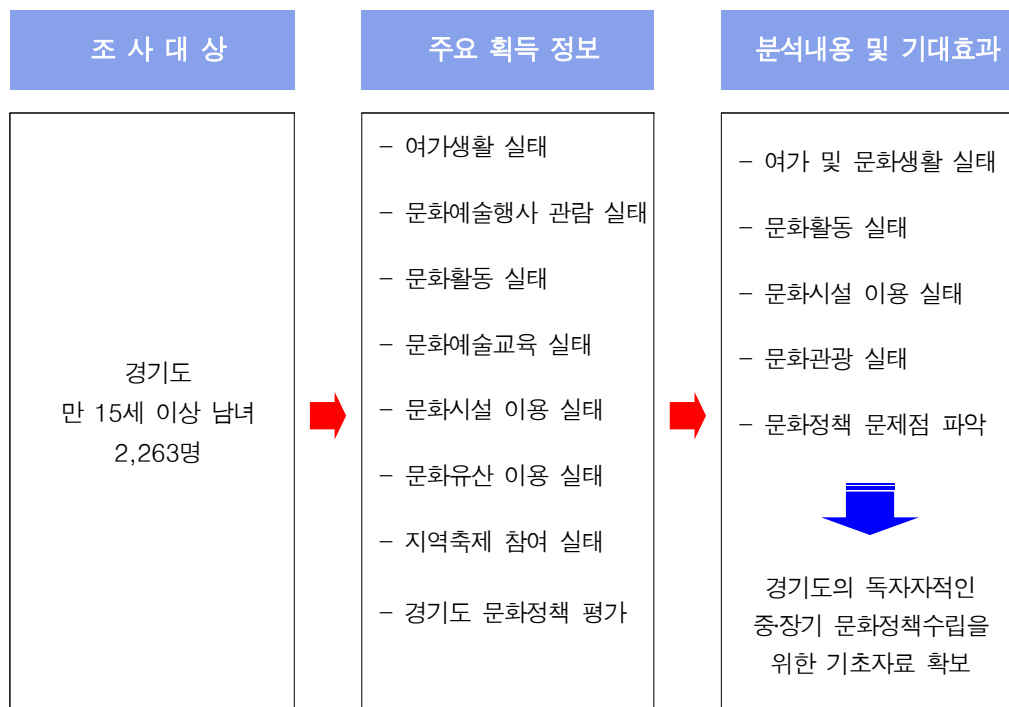 조 사 대 상
주요 획득 정보
분석내용 및 기대효과
경기도
만 15세 이상 남녀
2,263명
- 여가생활 실태
- 문화예술행사 관람 실태
- 문화활동 실태
- 문화예술교육 실태
- 문화시설 이용 실태
- 문화유산 이용 실태
- 지역축제 참여 실태
- 경기도 문화정책 평가
- 여가 및 문화생활 실태
- 문화활동 실태
- 문화시설 이용 실태
- 문화관광 실태
- 문화정책 문제점 파악
경기도의 독자자적인
중·장기 문화정책수립을
위한 기초자료 확보